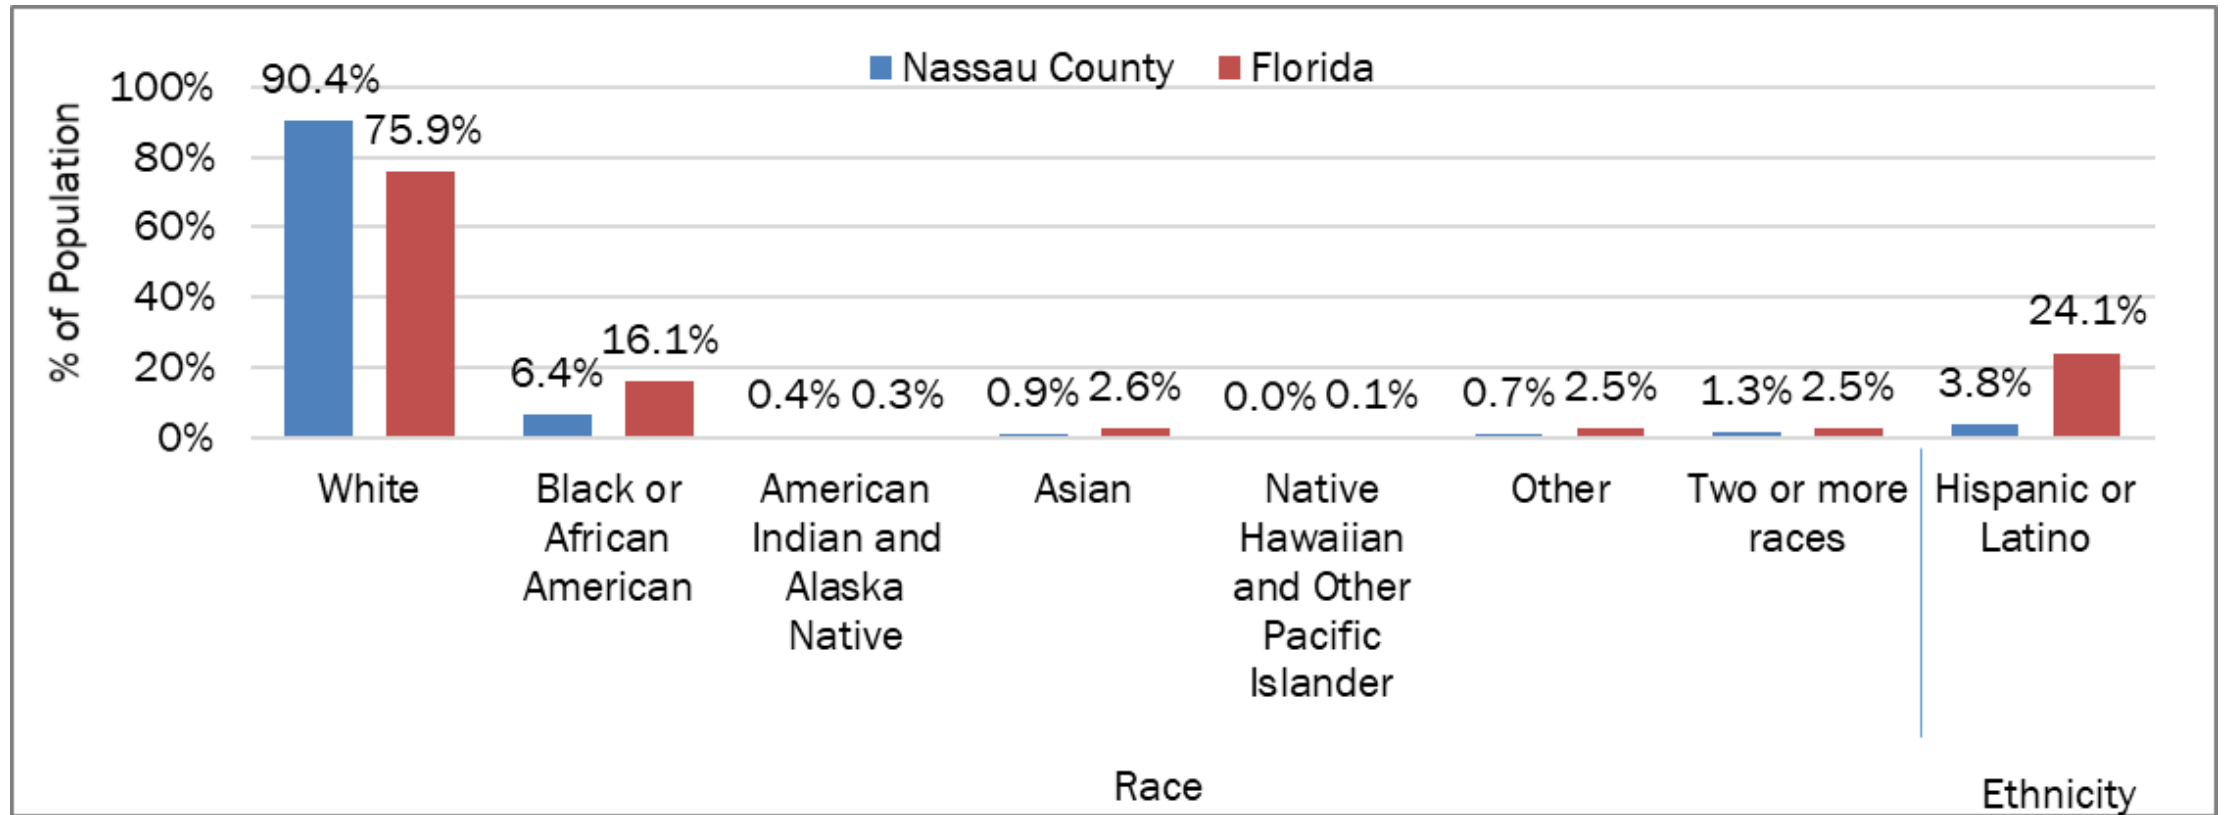 Nassau County
Florida
% of Population
100%
80%
60%
40%
20%
0%
90.4%
75.9%
6.4%
16.1%
0.4%
0.3%
0.9%
2.6%
0.0%
0.1%
0.7%
2.5%
1.3%
2.5%
3.8%
24.1%
White
Black or
African
American
American
Indian and
Alaska
Native
Asian
Native
Hawaiian
and Other
Pacific
Islander
Other
Two or more
races
Hispanic or
Latino
Race
Ethnicity